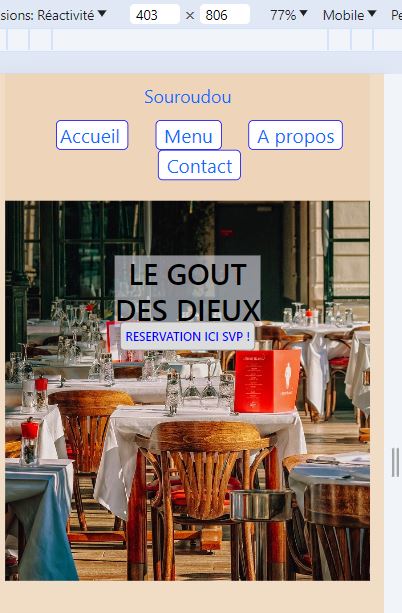 sions: Réactivité ▼ 403 × 806 77% ▼ Mobile ▼ Pe
Souroudou
Accueil Menu A propos
Contact
LE GOUT
DES DIEUX
RESERVATION ICI SVP !